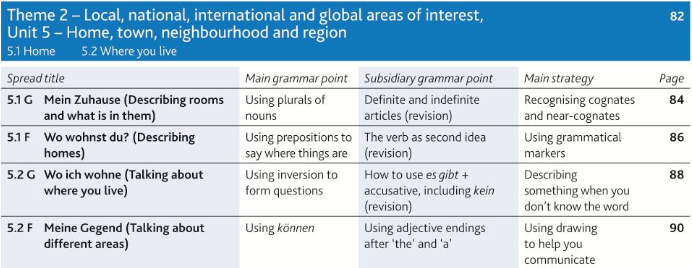 Theme 2 – Local, national, international and global areas of interest, 82
Unit 5 – Home, town, neighbourhood and region
5.1 Home 5.2 Where you live
Spread title Main grammar point Subsidiary grammar point Main strategy Page
5.1 G Mein Zuhause (Describing rooms Using plurals of Definite and indefinite Recognising cognates 84
and what is in them) nouns articles (revision) and near-cognates
5.1 F Wo wohnst du? (Describing Using prepositions to The verb as second idea Using grammatical 86
homes) say where things are (revision) markers
5.2 G Wo ich wohne (Talking about Using inversion to How to use es gibt + Describing 88
where you live) form questions accusative, including kein something when you
(revision) don't know the word
5.2 F Meine Gegend (Talking about Using können Using adjective endings Using drawing 90
different areas) after 'the' and 'a' to help you
communicate